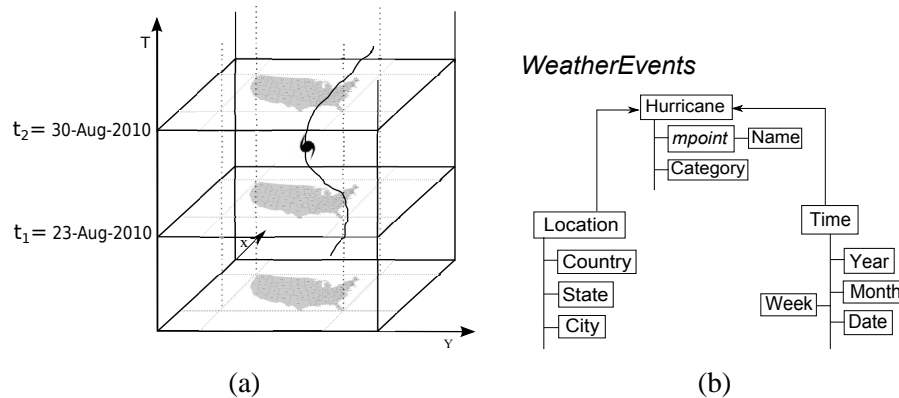 T
t2= 30-Aug-2010
t1= 23-Aug-2010
x
Y
(a)
WeatherEvents
Hurricane
mpoint
Name
Category
Location
Country
State
City
Time
Year
Week
Month
Date
(b)